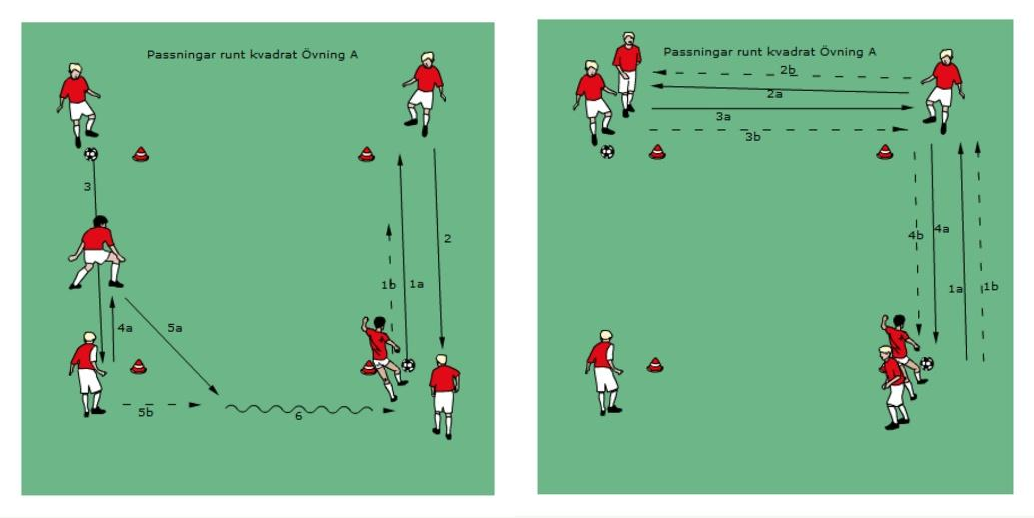 Passningar runt kvadrat Övning A
3
2
1b
1a
4a
5a
5b
6
Passningar runt kvadrat Övning A
2b
2a
3a
3b
4b
4a
1a
1b